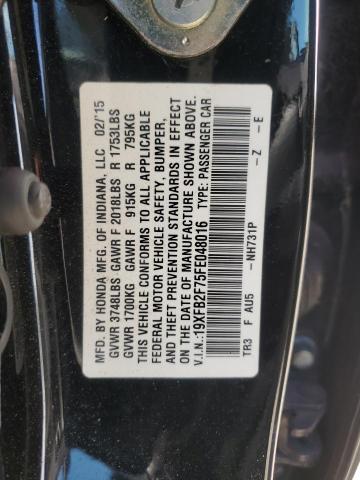 MFD. BY HONDA MFG. OF INDIANA, LLC 02/'15
GVWR 3748LBS GAWR F 2018LBS R 1753LBS
GVWR 1700KG GAWR F 915KG R 795KG
THIS VEHICLE CONFORMS TO ALL APPLICABLE
FEDERAL MOTOR VEHICLE SAFETY, BUMPER,
AND THEFT PREVENTION STANDARDS IN EFFECT
ON THE DATE OF MANUFACTURE SHOWN ABOVE.
V.I.N.:19XFB2F75FE048016 TYPE: PASSENGER CAR
TR3 F AU5 -NH731P -Z -E